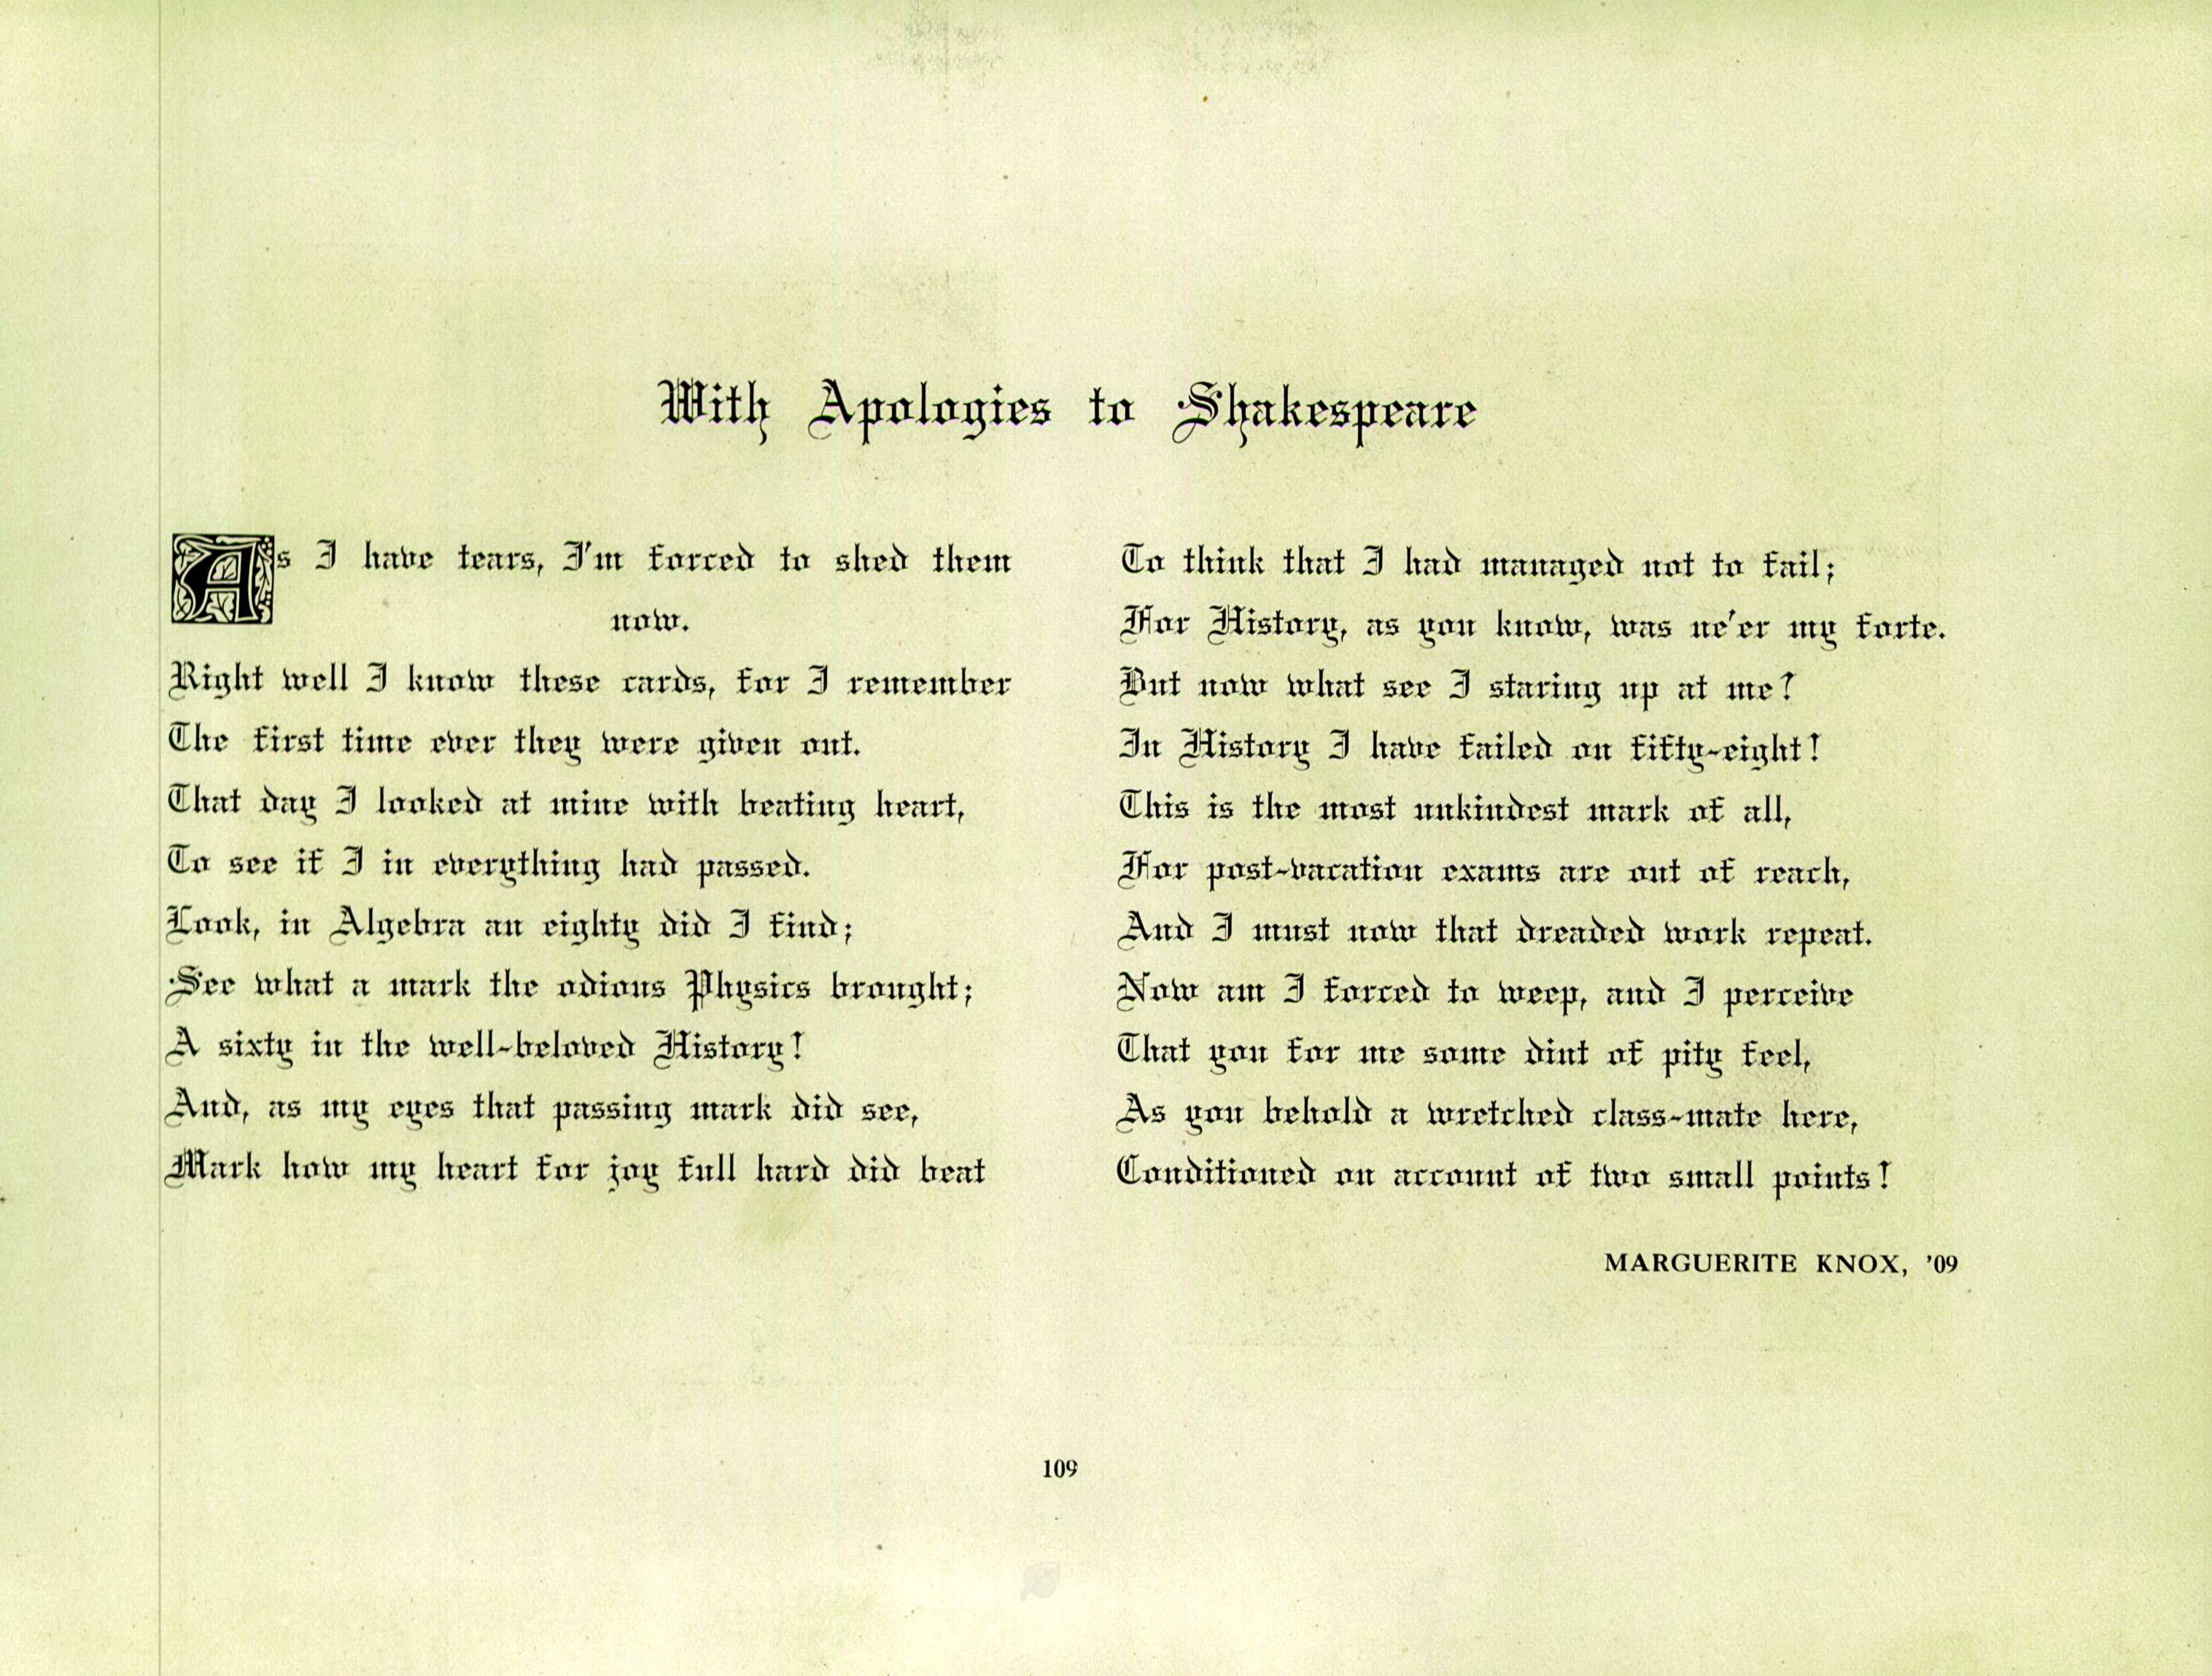 With Apologies to Shakespeare
As I have tears, I'm forced to shed them
now.
Right well I know these cards, for I remember
The first time ever they were given out.
That day I looked at mine with beating heart,
To see if I in everything had passed.
Look, in Algebra an eighty did I find;
See what a mark the odious Physics brought;
A sixty in the well-beloved History!
And, as my eyes that passing mark did see,
Mark how my heart for joy full hard did beat
To think that I had managed not to fail;
For History, as you know, was ne'er my forte.
But now what see I staring up at me?
In History I have failed on fifty-eight!
This is the most unkindest mark of all,
For post-vacation exams are out of reach,
And I must now that dreaded work repeat.
Now am I forced to weep, and I perceive
That you for me some dint of pity feel,
As you behold a wretched class-mate here,
Conditioned on account of two small points!
MARGUERITE KNOX, '09
109